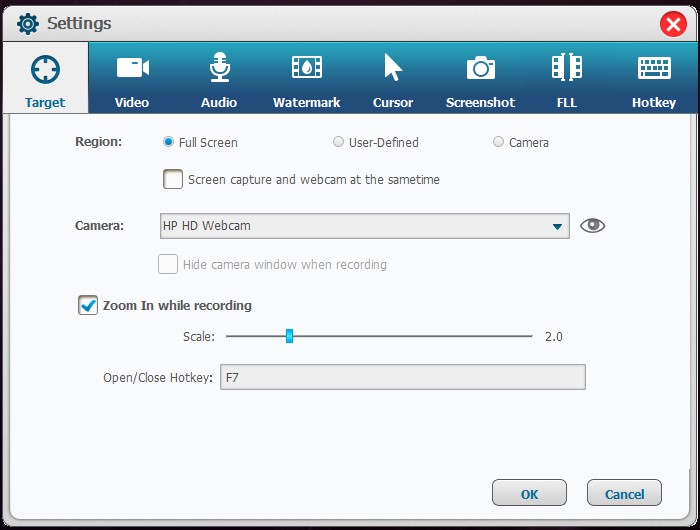 Settings
Target Video Audio Watermark Cursor Screenshot FLL Hotkey
Region: Full Screen User-Defined Camera
Screen capture and webcam at the sametime
Camera: HP HD Webcam
Hide camera window when recording
Zoom In while recording
Scale: 2.0
Open/Close Hotkey: F7
OK Cancel